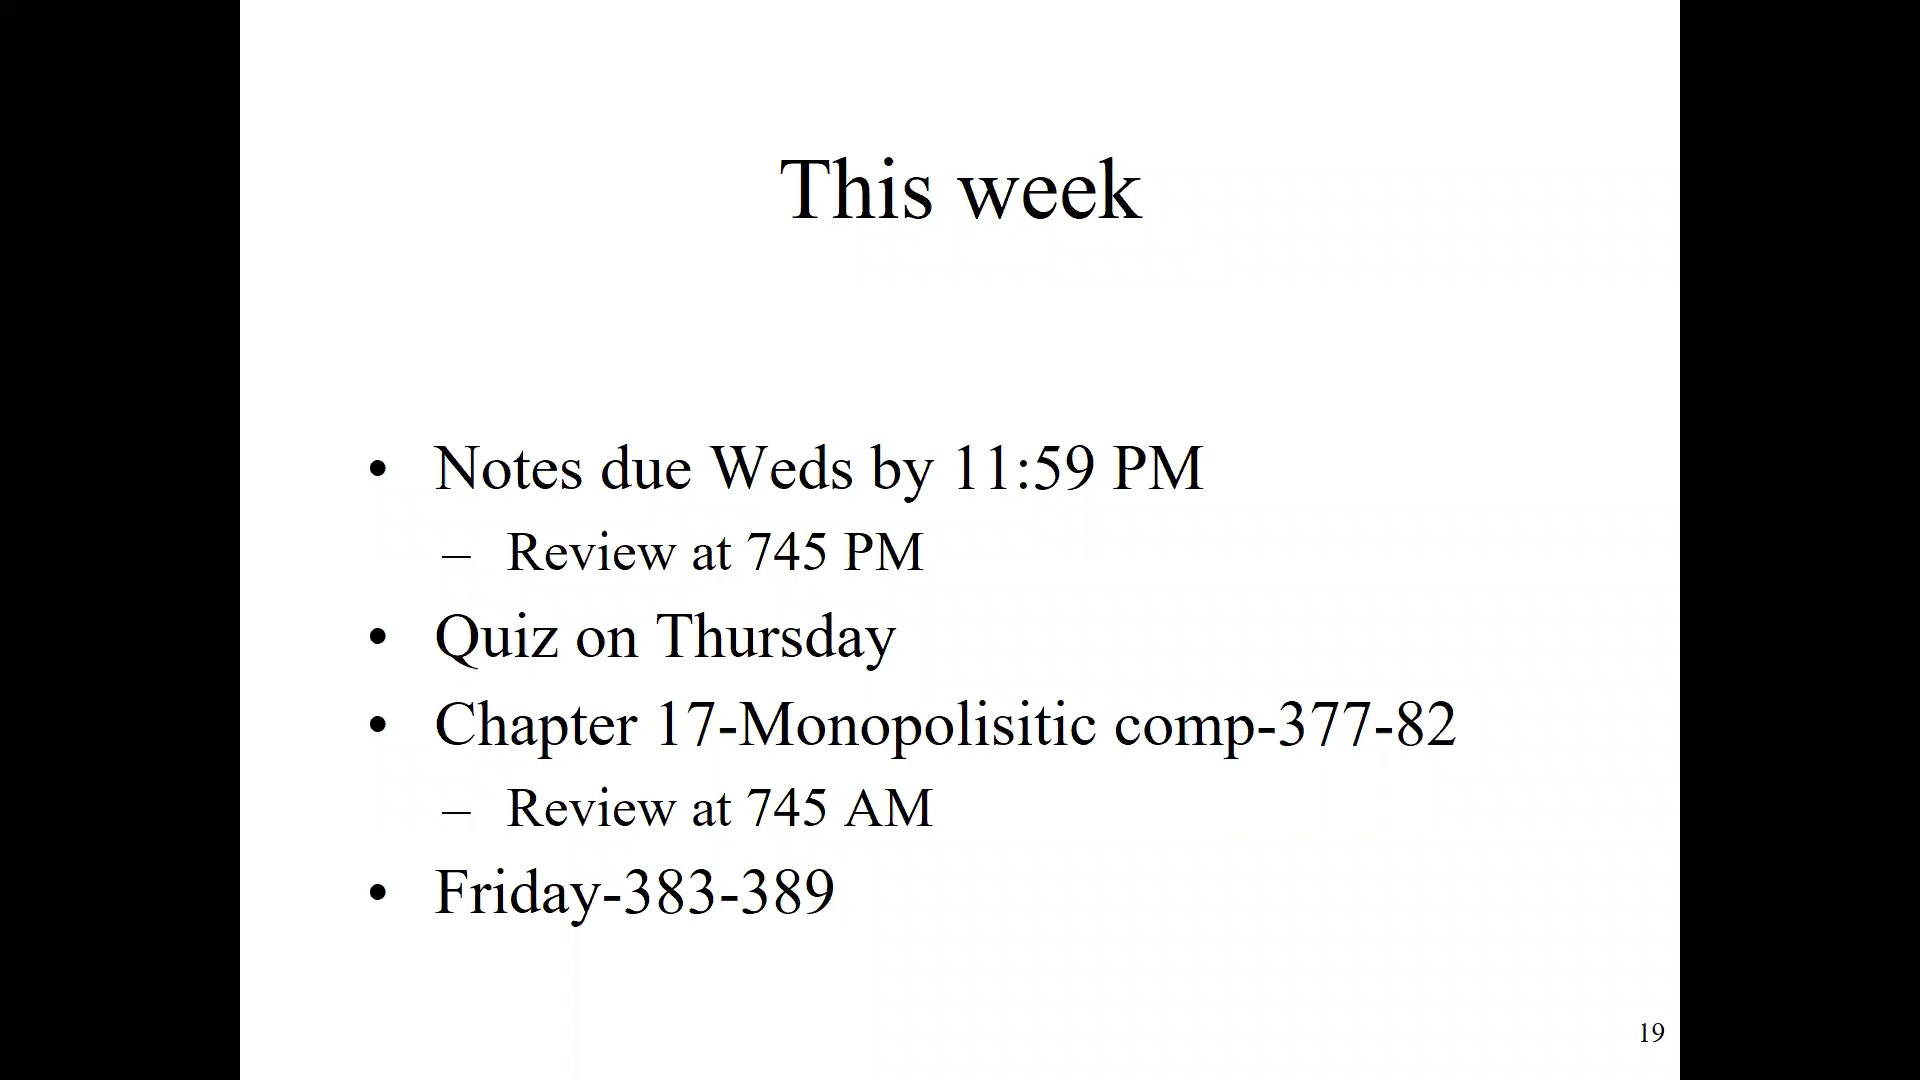 This week
• Notes due Weds by 11:59 PM
– Review at 745 PM
• Quiz on Thursday
• Chapter 17-Monopolisitic comp-377-82
– Review at 745 AM
• Friday-383-389
19